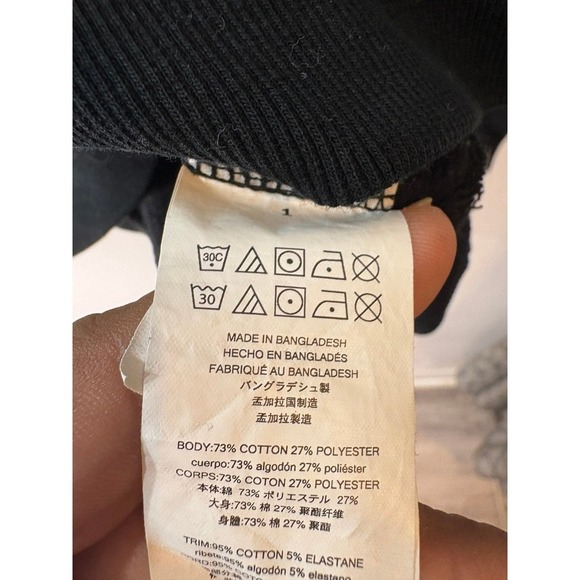 1
30C
30
MADE IN BANGLADESH
HECHO EN BANGLADÉS
FABRIQUÉ AU BANGLADESH
バングラデシュ製
孟加拉国制造
孟加拉製造
BODY:73% COTTON 27% POLYESTER
cuerpo:73% algodón 27% poliéster
CORPS:73% COTON 27% POLYESTER
本体:綿 73% ポリエステル 27%
大身:73% 棉 27% 聚酯纤维
身體:73% 棉 27% 聚酯
TRIM:95% COTTON 5% ELASTANE
ribete:95% algodón 5% elastano